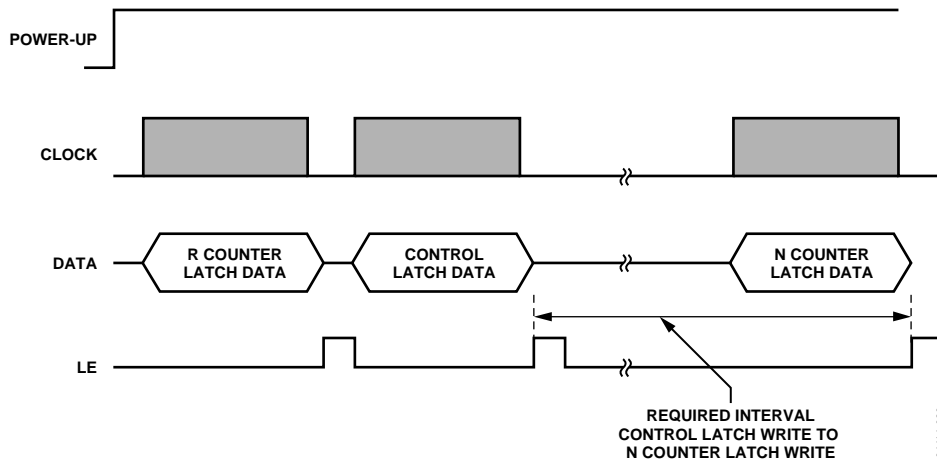 POWER-UP
CLOCK
DATA
R COUNTER
LATCH DATA
CONTROL
LATCH DATA
N COUNTER
LATCH DATA
LE
REQUIRED INTERVAL
CONTROL LATCH WRITE TO
N COUNTER LATCH WRITE